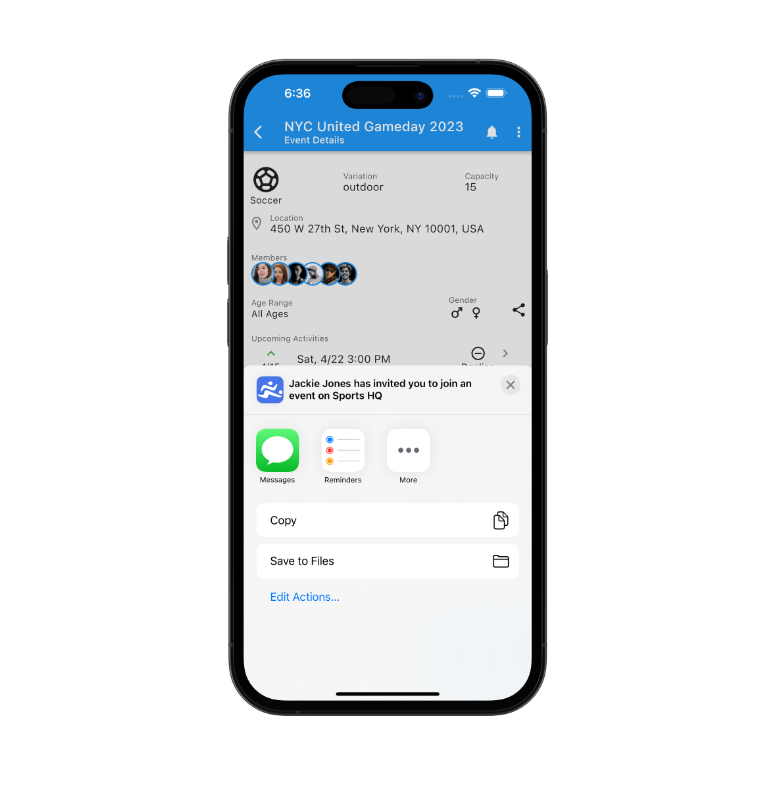 6:36
NYC United Gameday 2023
Event Details
Variation
Capacity
outdoor
15
Soccer
Location
450 W 27th St, New York, NY 10001, USA
Members
Age Range
Gender
All Ages
Upcoming Activities
Sat, 4/22 3:00 PM
Jackie Jones has invited you to join an
event on Sports HQ
Messages
Reminders
More
Copy
Save to Files
Edit Actions...